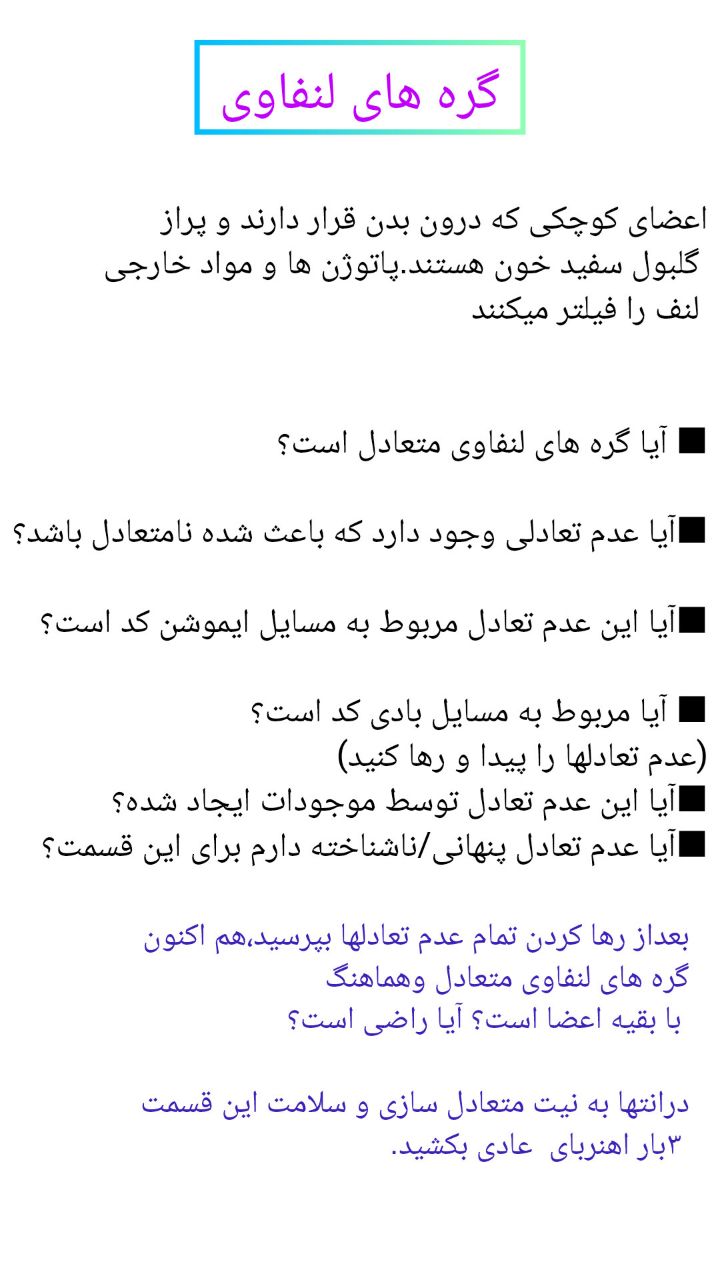 گره های لنفاوی
اعضای کوچکی که درون بدن قرار دارند و پراز
گلبول سفید خون هستند.پاتوژن ها و مواد خارجی
لنف را فیلتر میکنند
■ آیا گره های لنفاوی متعادل است؟
■آیا عدم تعادلی وجود دارد که باعث شده نامتعادل باشد؟
■آیا این عدم تعادل مربوط به مسایل ایموشن کد است؟
■ آیا مربوط به مسایل بادی کد است؟
(عدم تعادلها را پیدا و رها کنید)
■آیا این عدم تعادل توسط موجودات ایجاد شده؟
■آیا عدم تعادل پنهانی/ناشناخته دارم برای این قسمت؟
بعداز رها کردن تمام عدم تعادلها بپرسید،هم اکنون
گره های لنفاوی متعادل وهماهنگ
با بقیه اعضا است؟ آیا راضی است؟
درانتها به نیت متعادل سازی و سلامت این قسمت
۳بار اهنربای عادی بکشید.